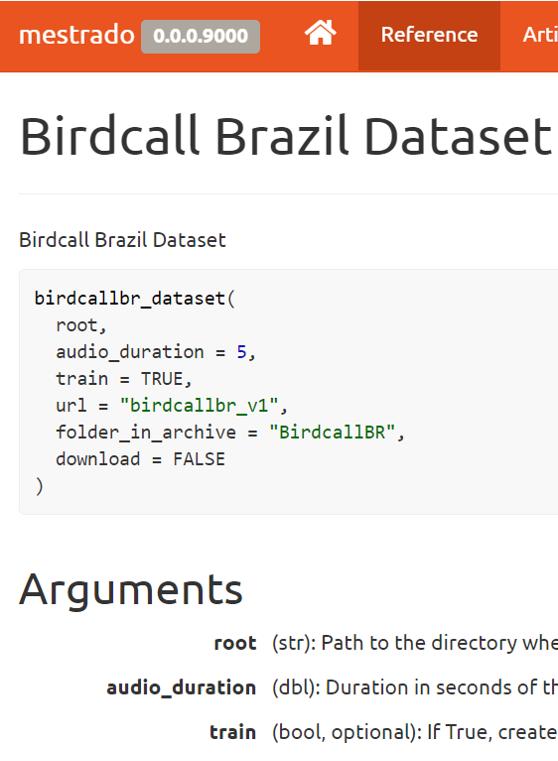 mestrado 0.0.0.9000 Reference Arti
Birdcall Brazil Dataset
Birdcall Brazil Dataset
birdcallbr_dataset(
  root,
  audio_duration = 5,
  train = TRUE,
  url = "birdcallbr_v1",
  folder_in_archive = "BirdcallBR",
  download = FALSE
)
Arguments
root (str): Path to the directory whe
audio_duration (dbl): Duration in seconds of th
train (bool, optional): If True, create